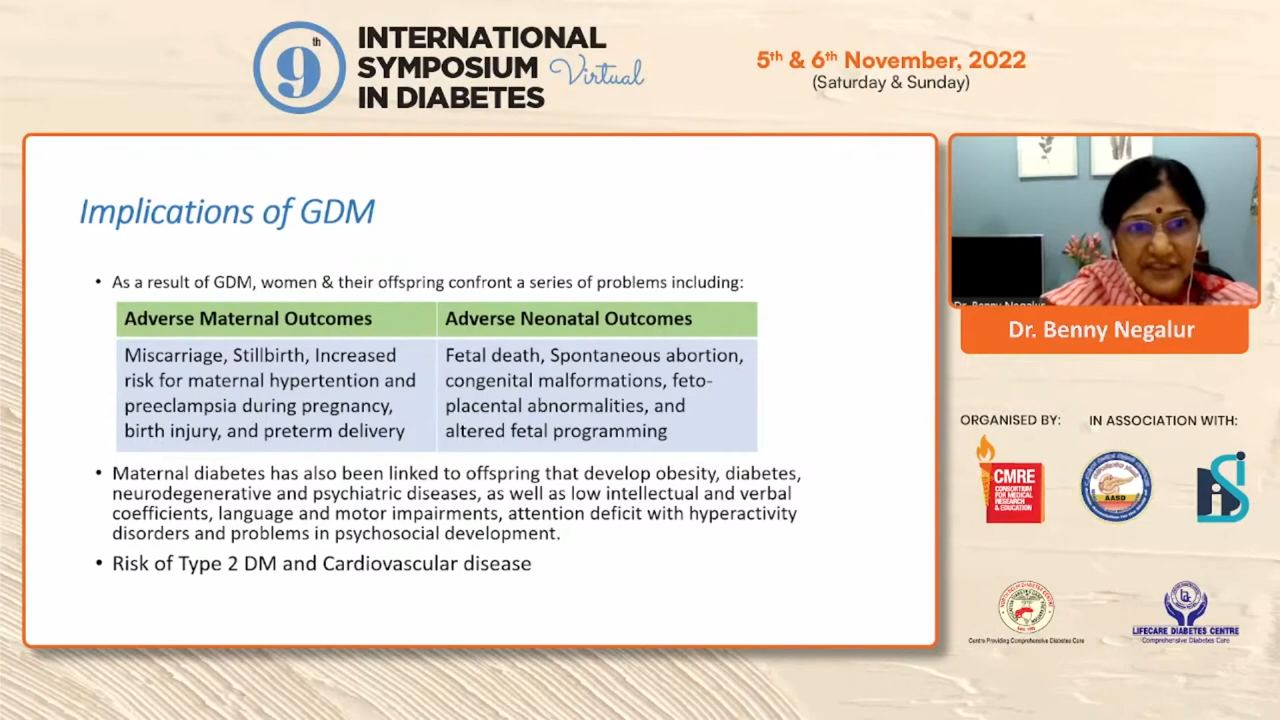 9th
INTERNATIONAL
SYMPOSIUM Virtual
IN DIABETES
5th & 6th November, 2022
(Saturday & Sunday)
Implications of GDM
• As a result of GDM, women & their offspring confront a series of problems including:
Adverse Maternal Outcomes
Miscarriage, Stillbirth, Increased
risk for maternal hypertention and
preeclampsia during pregnancy,
birth injury, and preterm delivery
Adverse Neonatal Outcomes
Fetal death, Spontaneous abortion,
congenital malformations, feto-
placental abnormalities, and
altered fetal programming
• Maternal diabetes has also been linked to offspring that develop obesity, diabetes,
neurodegenerative and psychiatric diseases, as well as low intellectual and verbal
coefficients, language and motor impairments, attention deficit with hyperactivity
disorders and problems in psychosocial development.
• Risk of Type 2 DM and Cardiovascular disease
Dr. Benny Negalur
Dr. Benny Negalur
ORGANISED BY:
CMRE
CONSORTIUM
FOR MEDICAL
RESEARCH
& EDUCATION
IN ASSOCIATION WITH:
AASD
Centre Providing Comprehensive Diabetes Care
LIFECARE DIABETES CENTRE
Comprehensive Diabetes Care